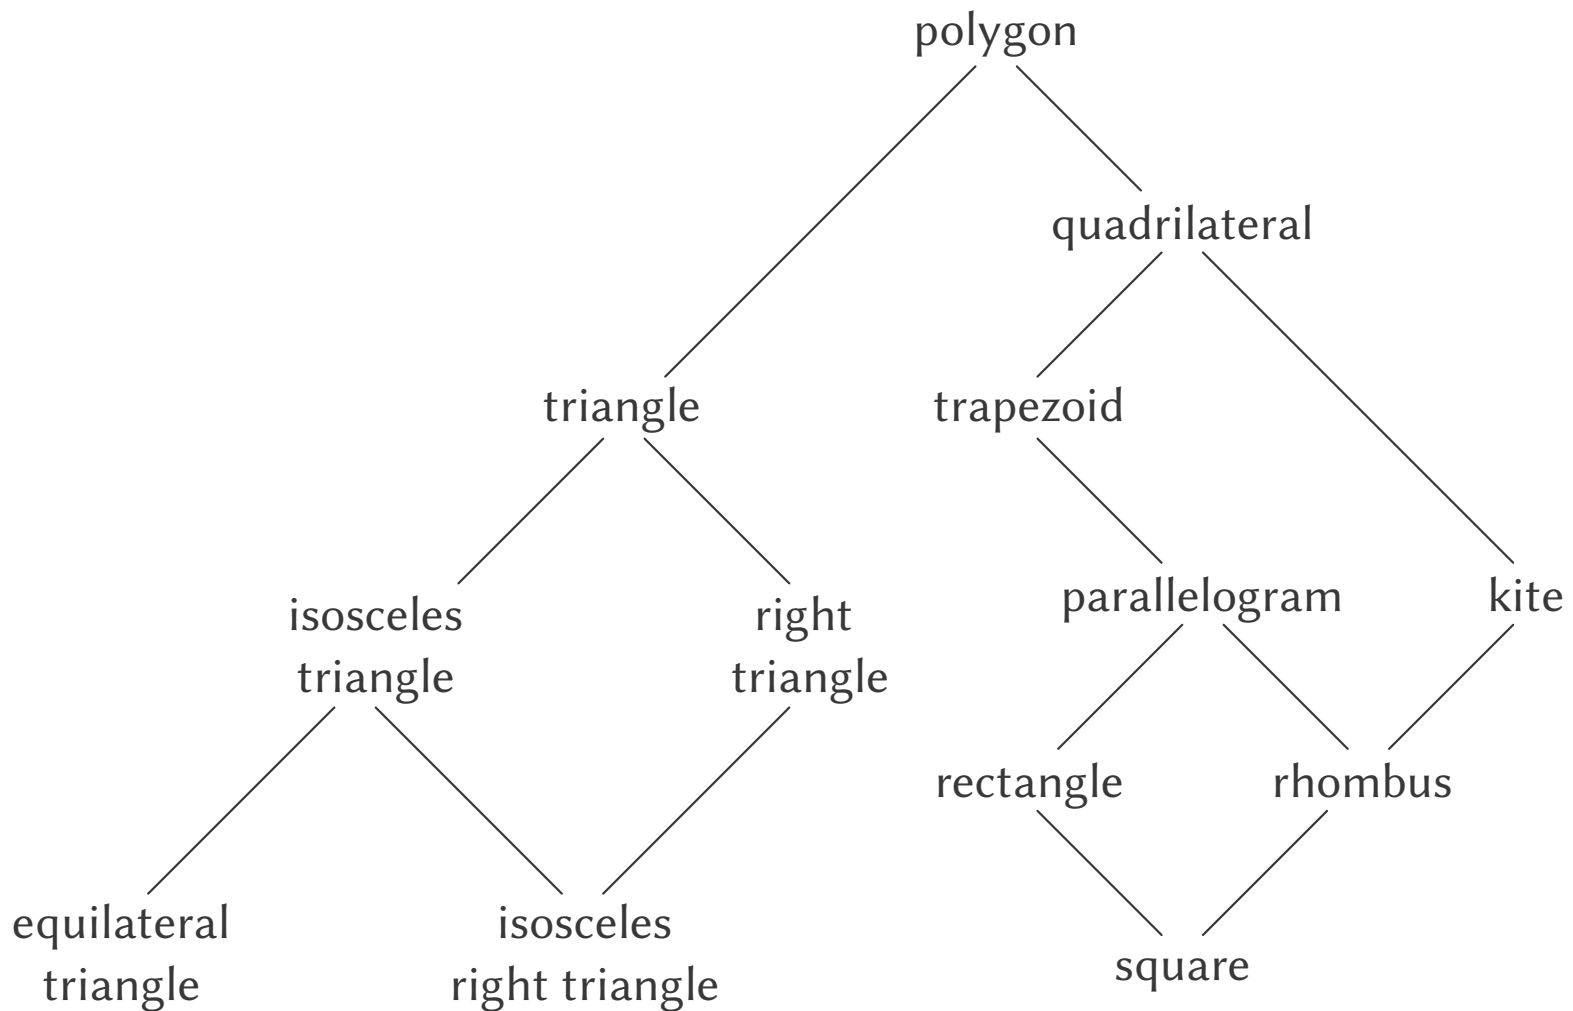 polygon
quadrilateral
triangle
trapezoid
isosceles
triangle
right
triangle
parallelogram
kite
rectangle
rhombus
equilateral
triangle
isosceles
right triangle
square